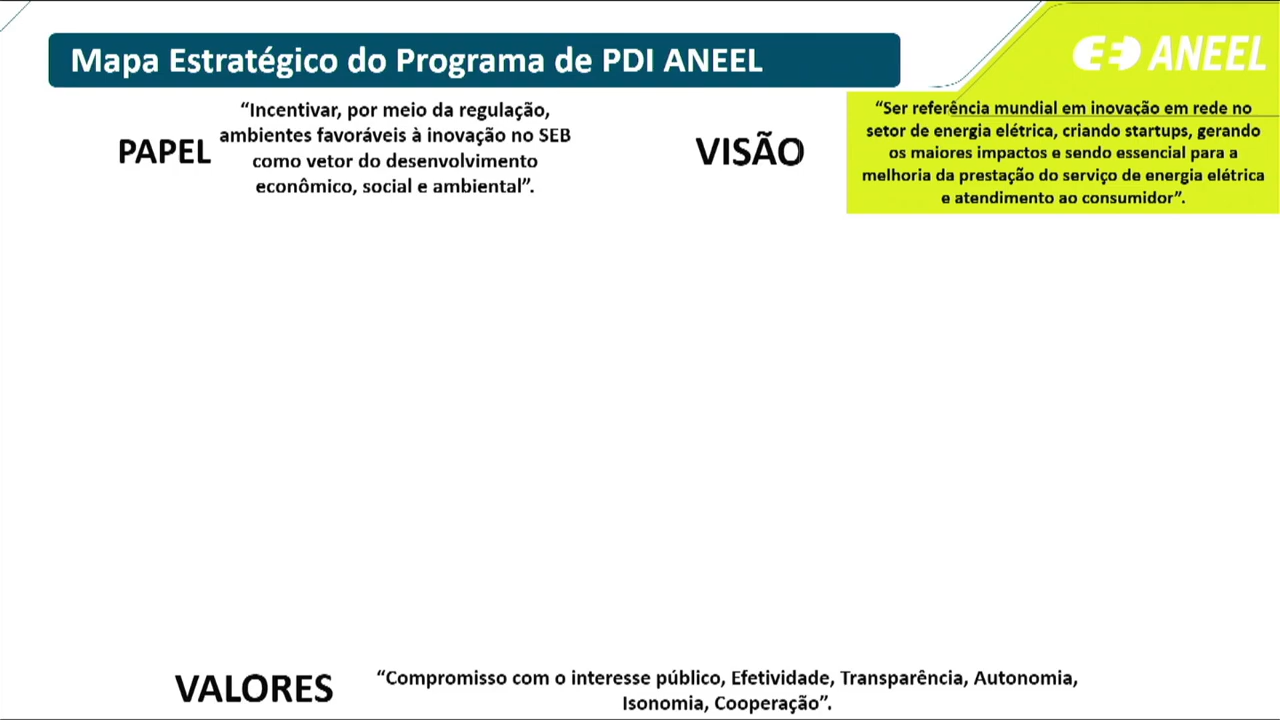 Mapa Estratégico do Programa de PDI ANEEL
ANEEL
PAPEL
“Incentivar, por meio da regulação,
ambientes favoráveis à inovação no SEB
como vetor do desenvolvimento
econômico, social e ambiental”.
VISÃO
“Ser referência mundial em inovação em rede no
setor de energia elétrica, criando startups, gerando
os maiores impactos e sendo essencial para a
melhoria da prestação do serviço de energia elétrica
e atendimento ao consumidor”.
VALORES
“Compromisso com o interesse público, Efetividade, Transparência, Autonomia,
Isonomia, Cooperação”.